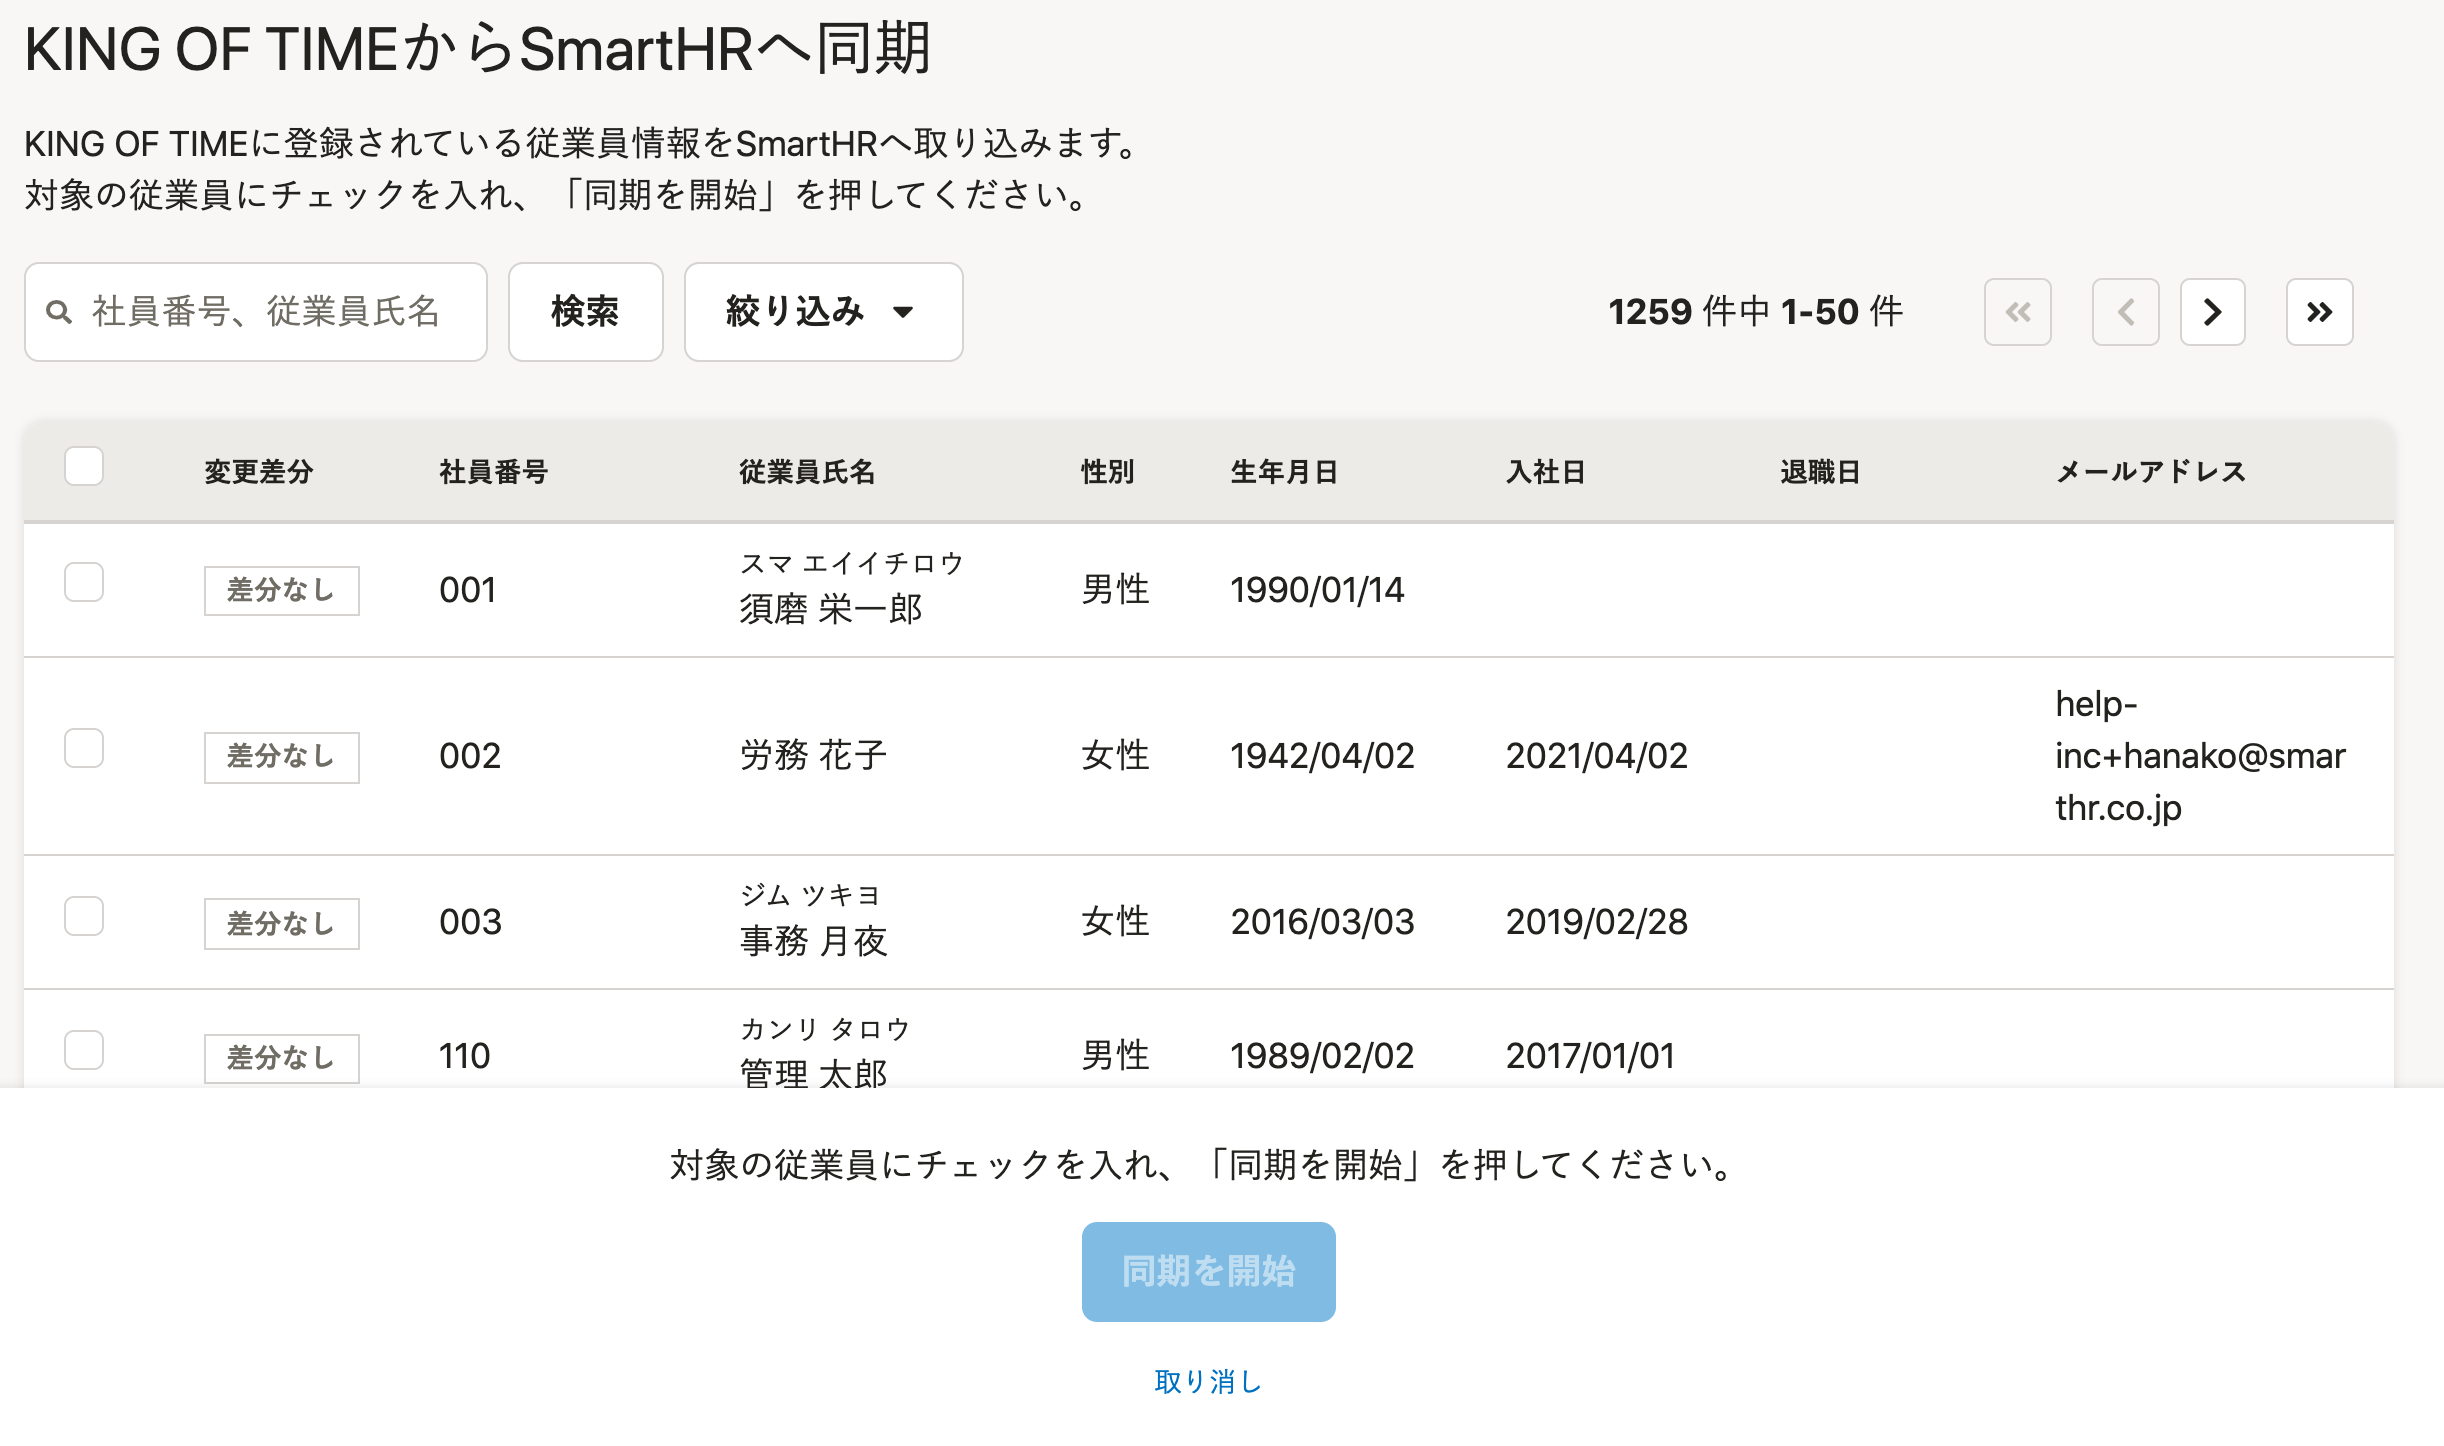 KING OF TIMEからSmartHRへ同期
KING OF TIMEに登録されている従業員情報をSmartHRへ取り込みます。
対象の従業員にチェックを入れ、「同期を開始」を押してください。
社員番号、従業員氏名 検索 絞り込み 1259 件中 1-50 件
変更差分 社員番号 従業員氏名 性別 生年月日 入社日 退職日 メールアドレス
スマ エイイチロウ
差分なし 001 須磨 栄一郎 男性 1990/01/14
help-
差分なし 002 労務 花子 女性 1942/04/02 2021/04/02 inc+hanako@smar
thr.co.jp
ジム ツキヨ
差分なし 003 事務 月夜 女性 2016/03/03 2019/02/28
カンリ タロウ
差分なし 110 管理 太郎 男性 1989/02/02 2017/01/01
対象の従業員にチェックを入れ、「同期を開始」を押してください。
同期を開始
取り消し